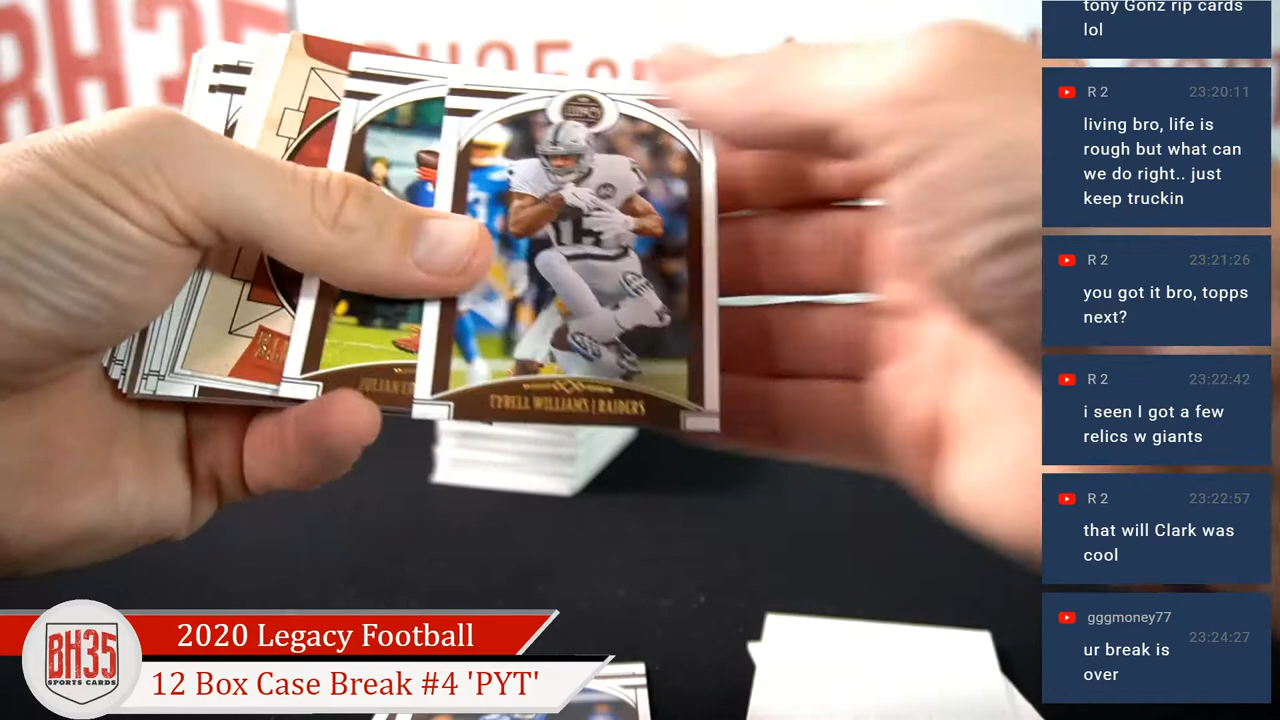 BH35
BH35
TYRELL WILLIAMS | RAIDERS
JULIAN
2020 Legacy Football
12 Box Case Break #4 'PYT'
BH35
SPORTS CARDS
tony Gonz rip cards
lol
R 2 23:20:11
living bro, life is
rough but what can
we do right.. just
keep truckin
R 2 23:21:26
you got it bro, topps
next?
R 2 23:22:42
i seen I got a few
relics w giants
R 2 23:22:57
that will Clark was
cool
gggmoney77
23:24:27
ur break is
over